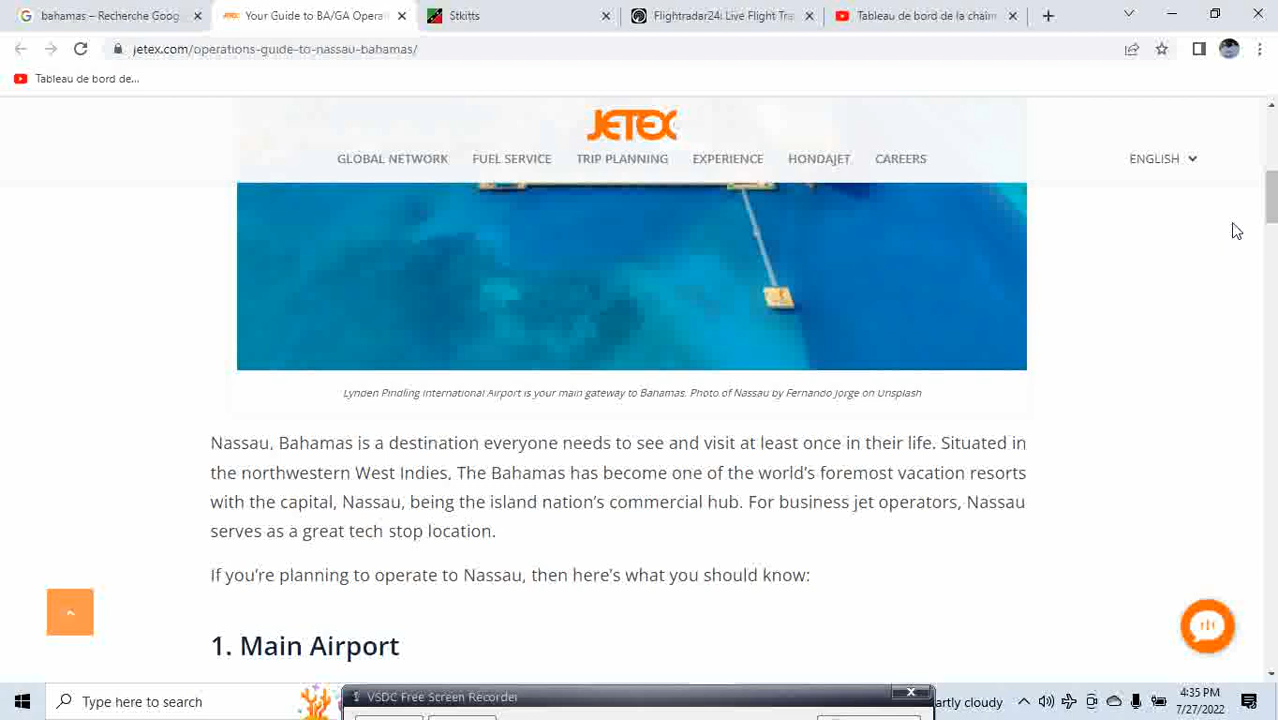 bahamas – Recherche Goog
Your Guide to BA/GA Opera
Stkitts
Flightradar24: Live Flight Tra
Tableau de bord de la chaîn
jetex.com/operations-guide-to-nassau-bahamas/
Tableau de bord de...
JETEX
GLOBAL NETWORK FUEL SERVICE TRIP PLANNING EXPERIENCE HONDAJET CAREERS
ENGLISH
Lynden Pindling International Airport is your main gateway to Bahamas. Photo of Nassau by Fernando Jorge on Unsplash
Nassau, Bahamas is a destination everyone needs to see and visit at least once in their life. Situated in
the northwestern West Indies, The Bahamas has become one of the world's foremost vacation resorts
with the capital, Nassau, being the island nation's commercial hub. For business jet operators, Nassau
serves as a great tech stop location.
If you're planning to operate to Nassau, then here's what you should know:
1. Main Airport
VSDC Free Screen Recorder
Type here to search
artly cloudy
4:35 PM
7/27/2022